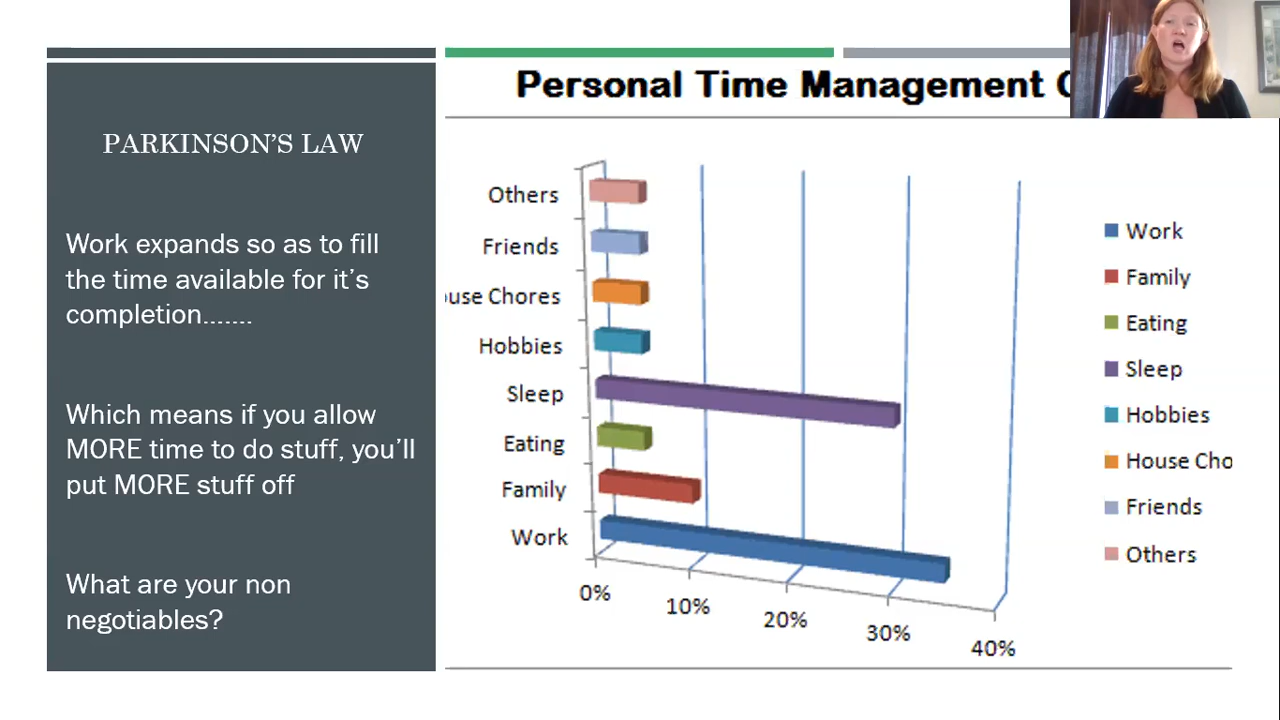 PARKINSON'S LAW
Work expands so as to fill
the time available for it's
completion.......
Which means if you allow
MORE time to do stuff, you'll
put MORE stuff off
What are your non
negotiables?
Personal Time Management
Others
Friends
ouse Chores
Hobbies
Sleep
Eating
Family
Work
0%
10%
20%
30%
40%
Work
Family
Eating
Sleep
Hobbies
House Cho
Friends
Others